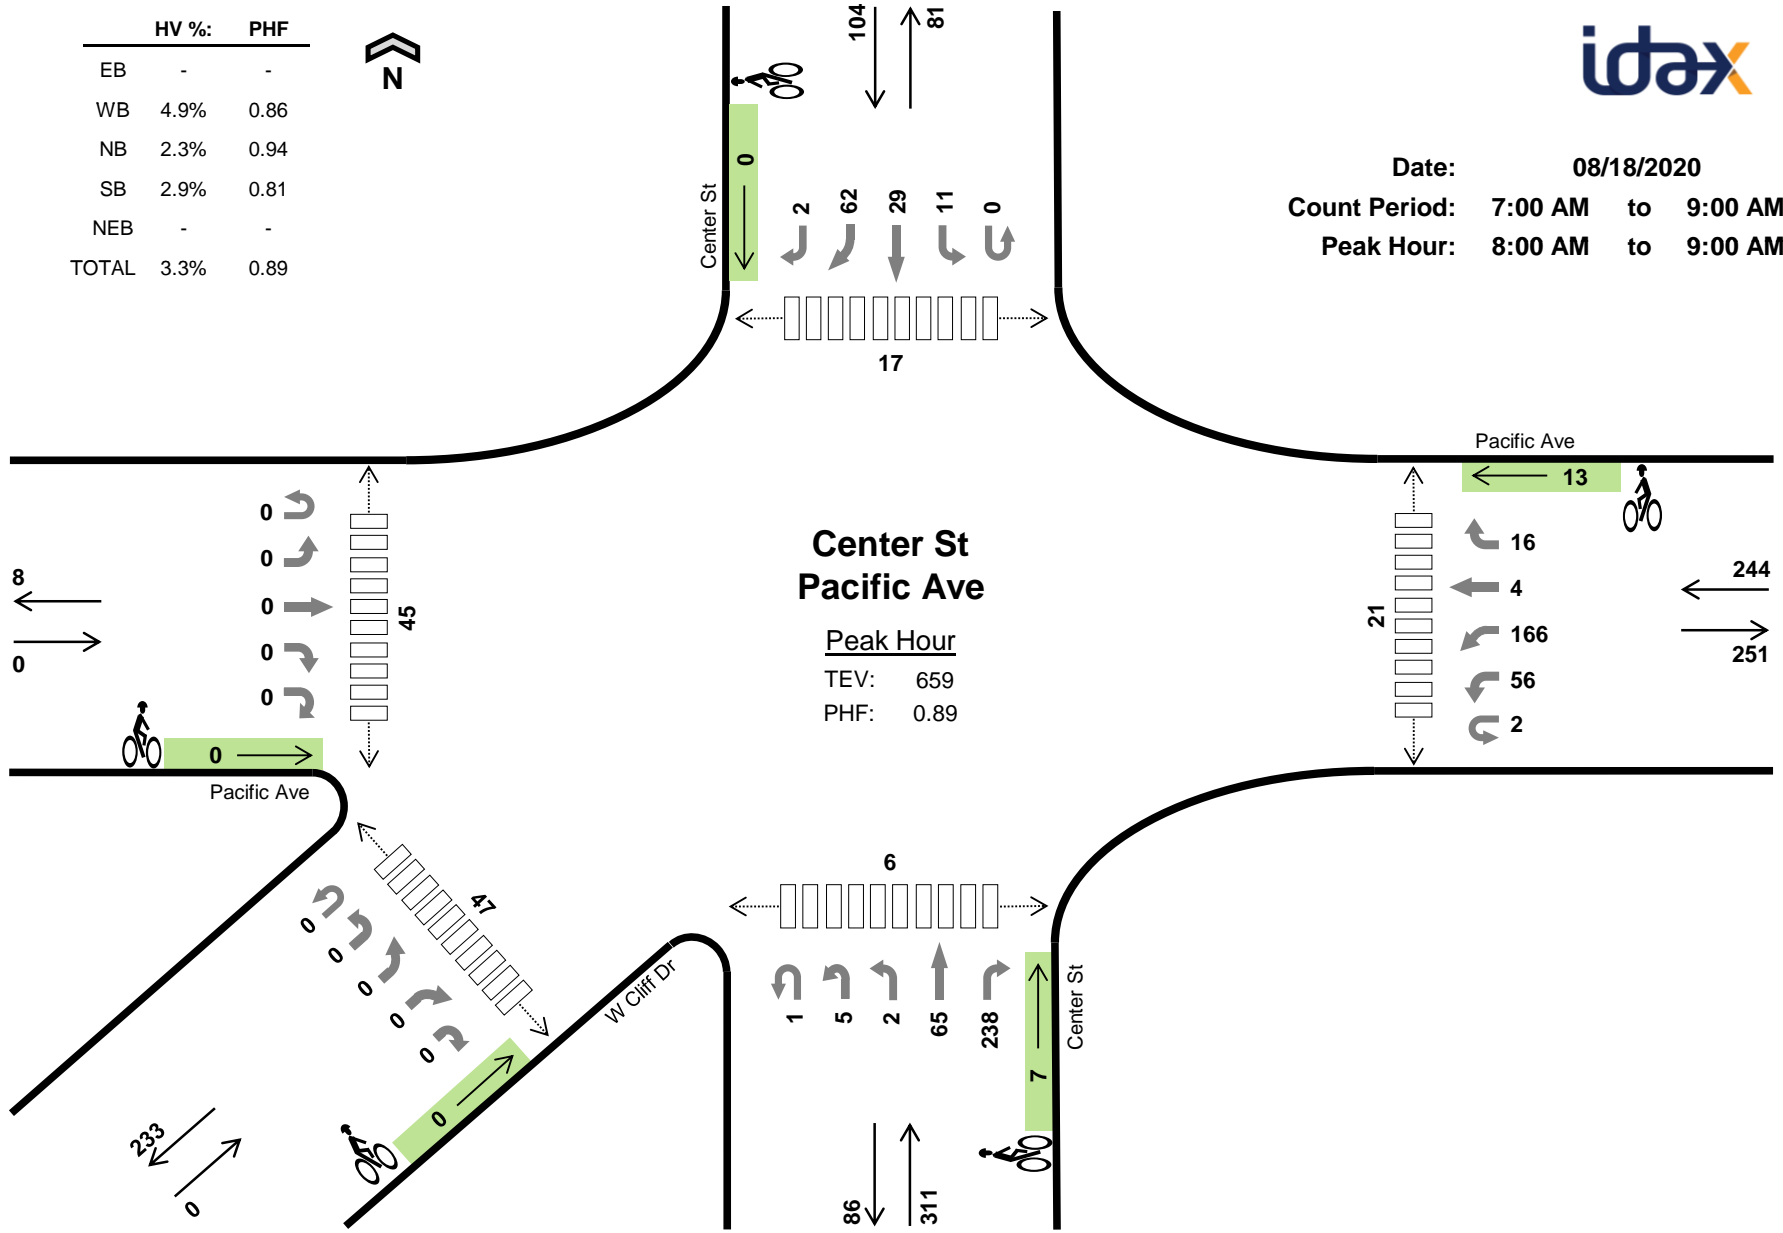 HV %: PHF
EB - -
WB 4.9% 0.86
NB 2.3% 0.94
SB 2.9% 0.81
NEB - -
TOTAL 3.3% 0.89
N
idax
Date: 08/18/2020
Count Period: 7:00 AM to 9:00 AM
Peak Hour: 8:00 AM to 9:00 AM
104 81
Center St
0
2 62 29 11 0
17
Pacific Ave
13
16
4
166
56
2
21
244
251
0
0
0
0
0
45
8
0
0
Pacific Ave
Center St
Pacific Ave
Peak Hour
TEV: 659
PHF: 0.89
47
0
0
0
0
0
W Cliff Dr
0
233
0
6
1 5 2 65 238
Center St
7
86 311